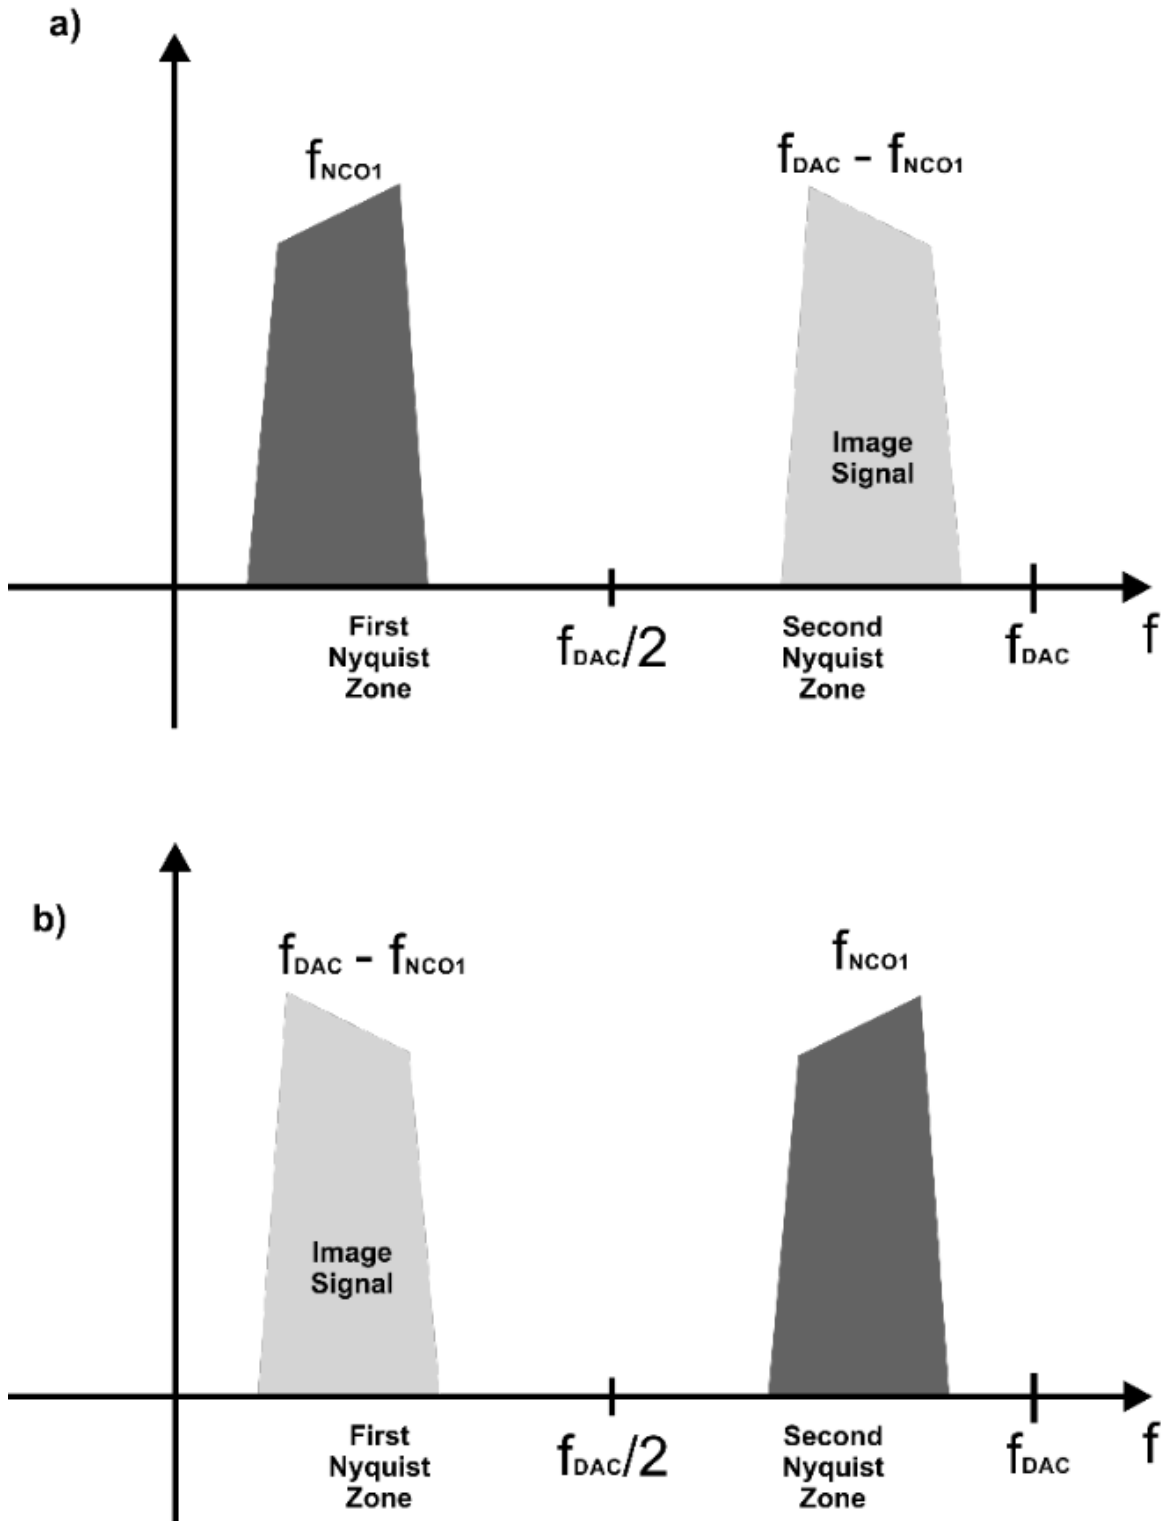 a)
fNCO1
fDAC - fNCO1
Image
Signal
First
Nyquist
Zone
fDAC/2
Second
Nyquist
Zone
fDAC
f
b)
fDAC - fNCO1
fNCO1
Image
Signal
First
Nyquist
Zone
fDAC/2
Second
Nyquist
Zone
fDAC
f